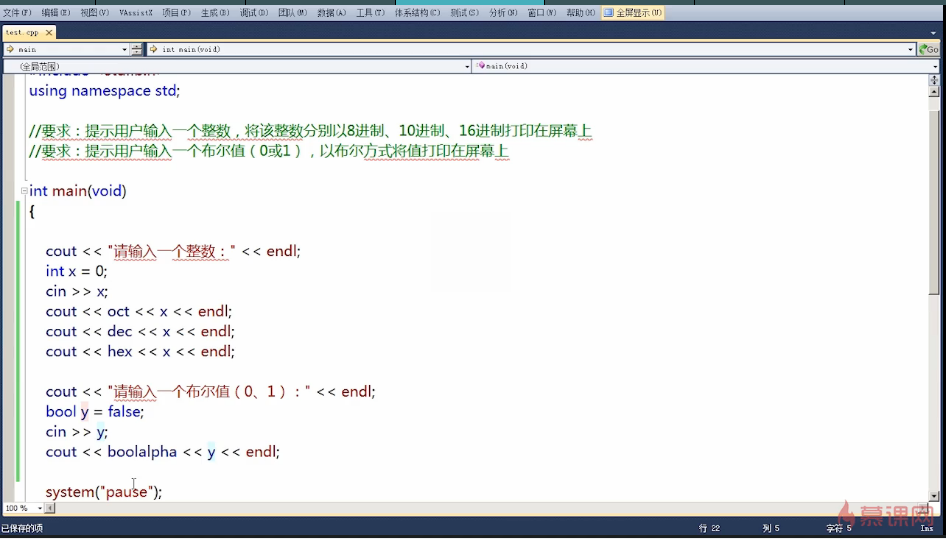 文件(F) 编辑(E) 视图(V) VAssistX 项目(P) 生成(B) 调试(D) 团队(M) 数据(A) 工具(T) 体系结构(C) 测试(S) 分析(N) 窗口(W) 帮助(H) 全屏显示(U)
test.cpp
main int main(void) Go
(全局范围) main(void)
using namespace std;
//要求：提示用户输入一个整数，将该整数分别以8进制、10进制、16进制打印在屏幕上
//要求：提示用户输入一个布尔值（0或1），以布尔方式将值打印在屏幕上
int main(void)
{
cout << "请输入一个整数：" << endl;
int x = 0;
cin >> x;
cout << oct << x << endl;
cout << dec << x << endl;
cout << hex << x << endl;
cout << "请输入一个布尔值（0、1）：" << endl;
bool y = false;
cin >> y;
cout << boolalpha << y << endl;
system("pause");
100 %
已保存的项 行 22 列 5 字符 5 Ins
慕课网